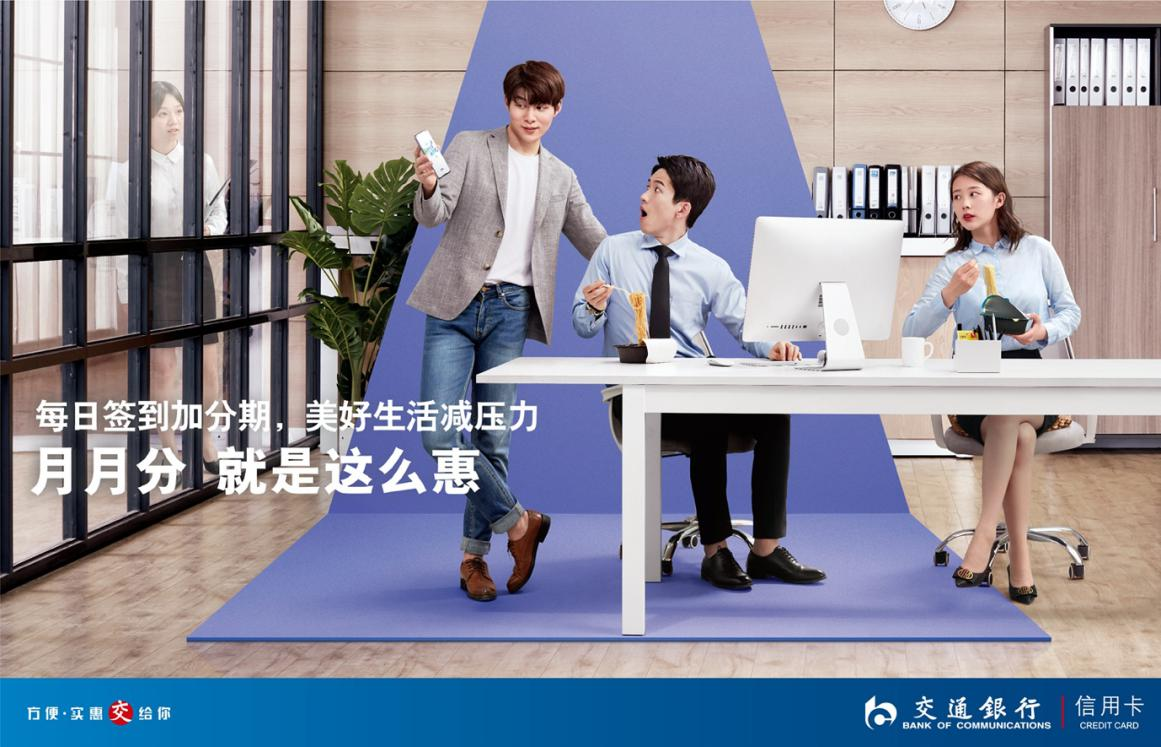 每日签到加分期，美好生活减压力
月月分 就是这么惠
方便·实惠 交 给你
交通銀行
BANK OF COMMUNICATIONS
信用卡
CREDIT CARD